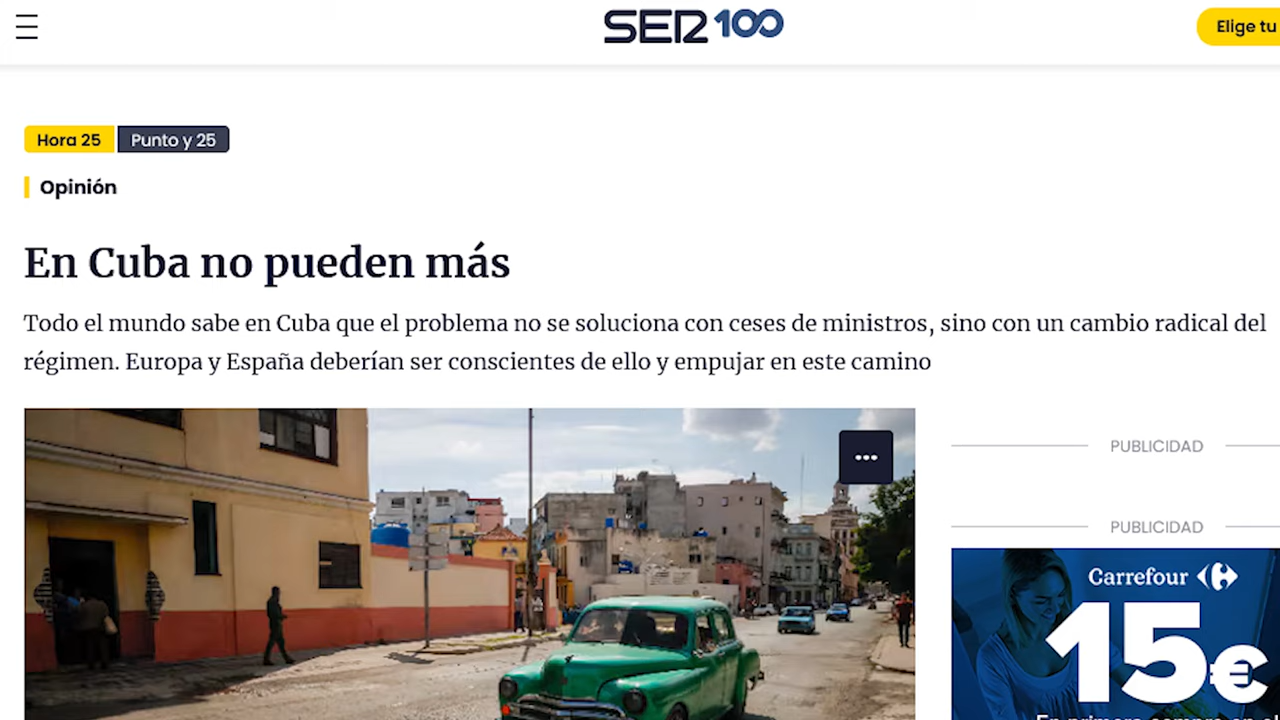 SER 100
Elige tu
Hora 25
Punto y 25
Opinión
En Cuba no pueden más
Todo el mundo sabe en Cuba que el problema no se soluciona con ceses de ministros, sino con un cambio radical del
régimen. Europa y España deberían ser conscientes de ello y empujar en este camino
PUBLICIDAD
PUBLICIDAD
Carrefour
15€